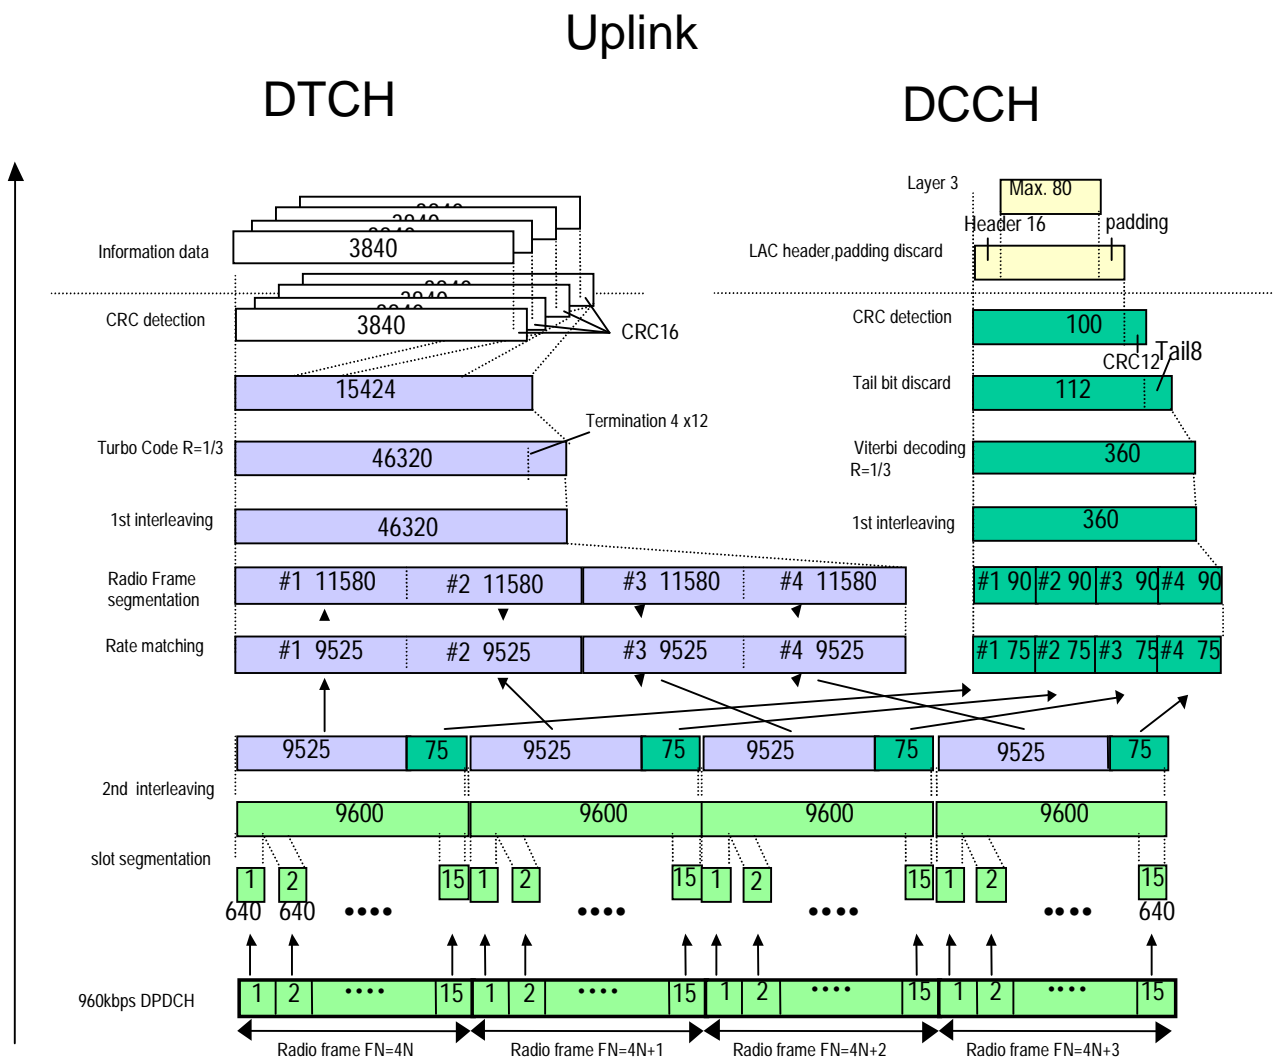 Uplink
DTCH
DCCH
Layer 3
Max. 80
Header 16
padding
Information data
3840
3840
3840
3840
LAC header,padding discard
CRC detection
3840
3840
3840
3840
CRC16
CRC detection
100
CRC12
Tail8
15424
Tail bit discard
112
Termination 4 x12
Turbo Code R=1/3
46320
Viterbi decoding
R=1/3
360
1st interleaving
46320
1st interleaving
360
Radio Frame
segmentation
#1 11580
#2 11580
#3 11580
#4 11580
#1 90
#2 90
#3 90
#4 90
Rate matching
#1 9525
#2 9525
#3 9525
#4 9525
#1 75
#2 75
#3 75
#4 75
9525
75
9525
75
9525
75
9525
75
2nd interleaving
9600
9600
9600
9600
slot segmentation
1
2
15
1
2
15
1
2
15
1
2
15
640
640
••••
••••
••••
••••
640
960kbps DPDCH
1
2
••••
15
1
2
••••
15
1
2
••••
15
1
2
••••
15
Radio frame FN=4N
Radio frame FN=4N+1
Radio frame FN=4N+2
Radio frame FN=4N+3